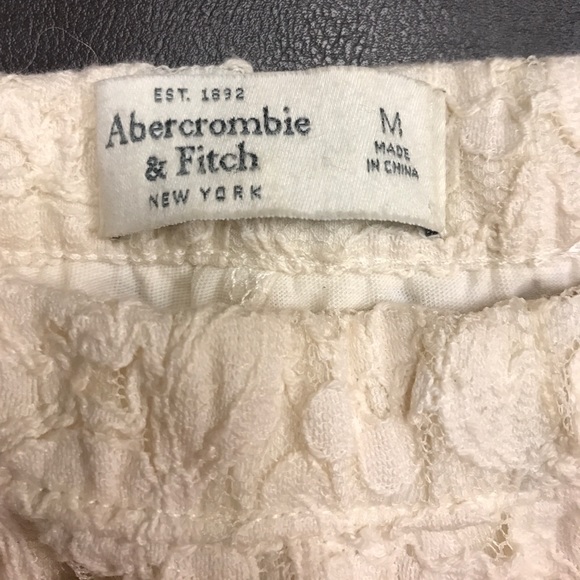 EST. 1892
Abercrombie
& Fitch
NEW YORK
M
MADE
IN CHINA